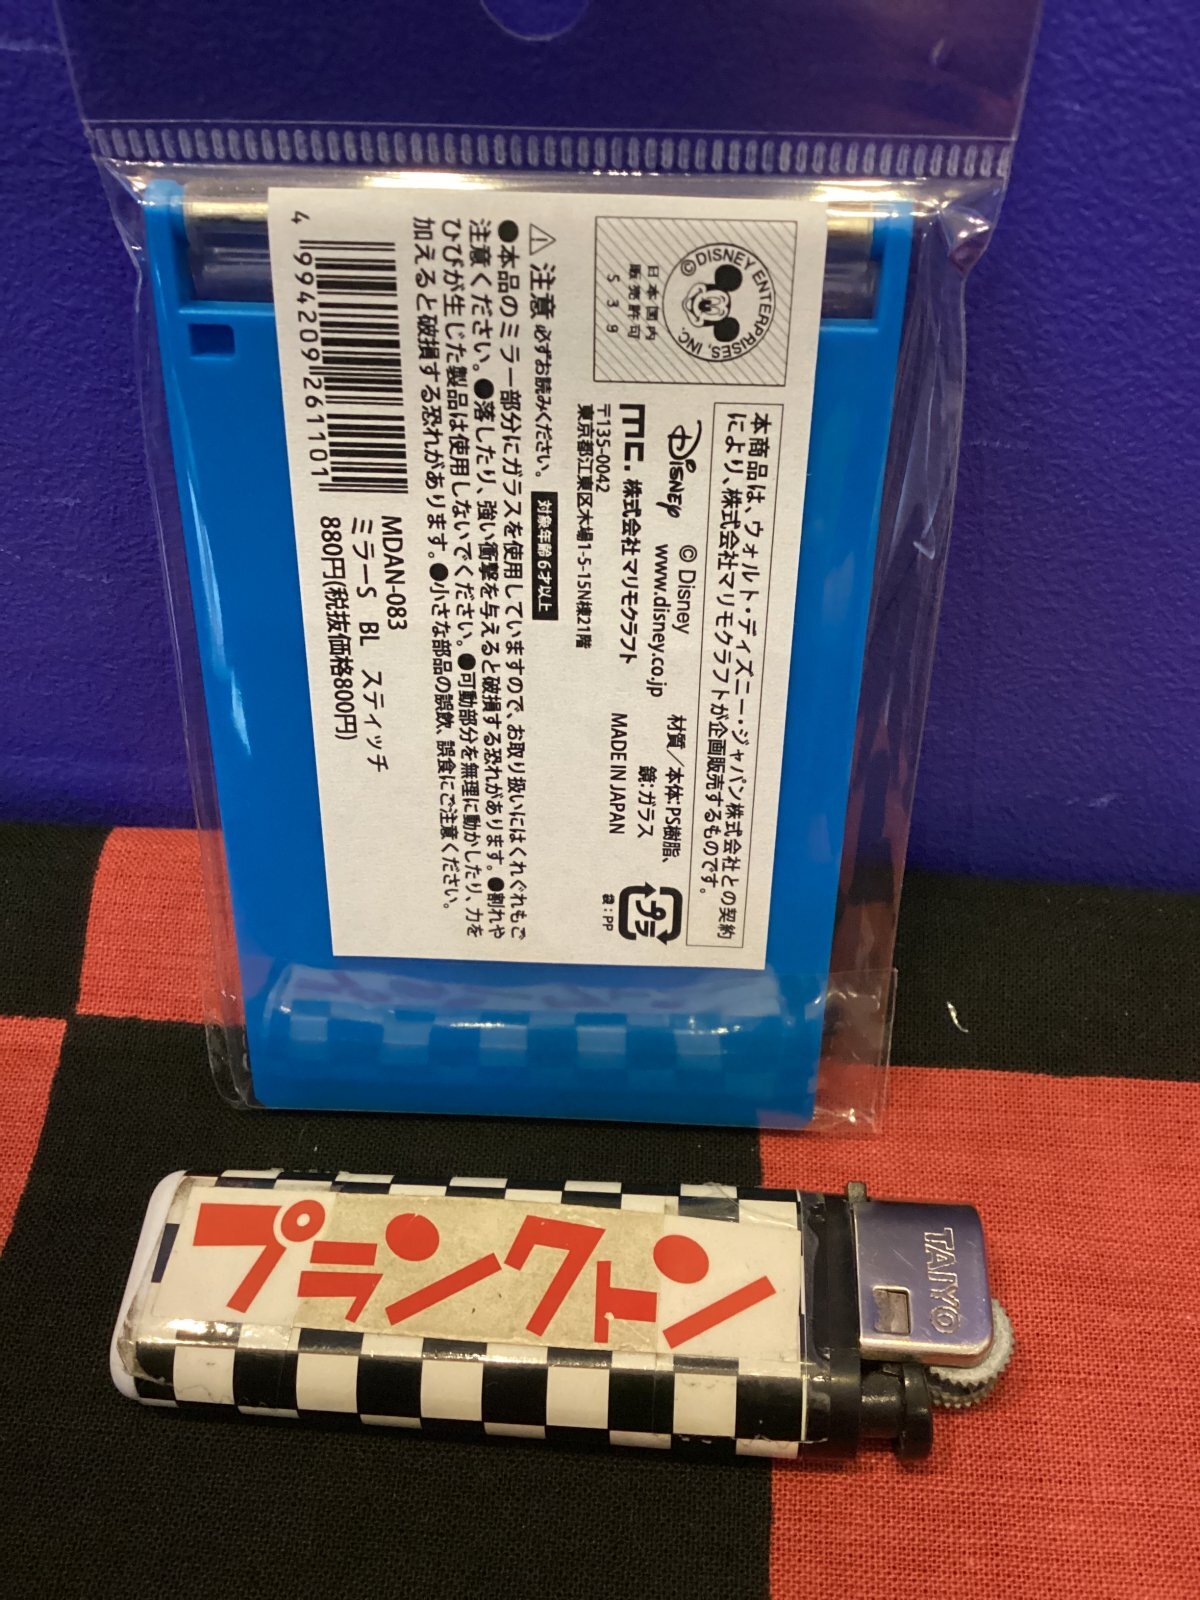 本商品は、ウォルト・ディズニー・ジャパン株式会社との契約
により、株式会社マリモクラフトが企画販売するものです。
©DISNEY ENTERPRISES, INC.
日本国内
販売許可
539
Disney © Disney
www.disney.co.jp
mc. 株式会社マリモクラフト
〒135-0042
東京都江東区木場1-5-15N棟21階
材質／本体:PS樹脂、
鏡:ガラス
MADE IN JAPAN
プラ
袋:PP
注意 必ずお読みください。 対象年齢6才以上
●本品のミラー部分にガラスを使用していますので、お取り扱いにはくれぐれもご
注意ください。●落したり、強い衝撃を与えると破損する恐れがあります。●割れや
ひびが生じた製品は使用しないでください。●可動部分を無理に動かしたり、力を
加えると破損する恐れがあります。●小さな部品の誤飲、誤食にご注意ください。
4 994209 261101
MDAN-083
ミラーS BL スティッチ
880円(税抜価格800円)
プランクトン
TAIYO